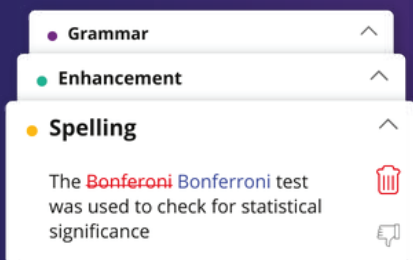 Grammar
Enhancement
Spelling
The Bonferoni Bonferroni test
was used to check for statistical
significance